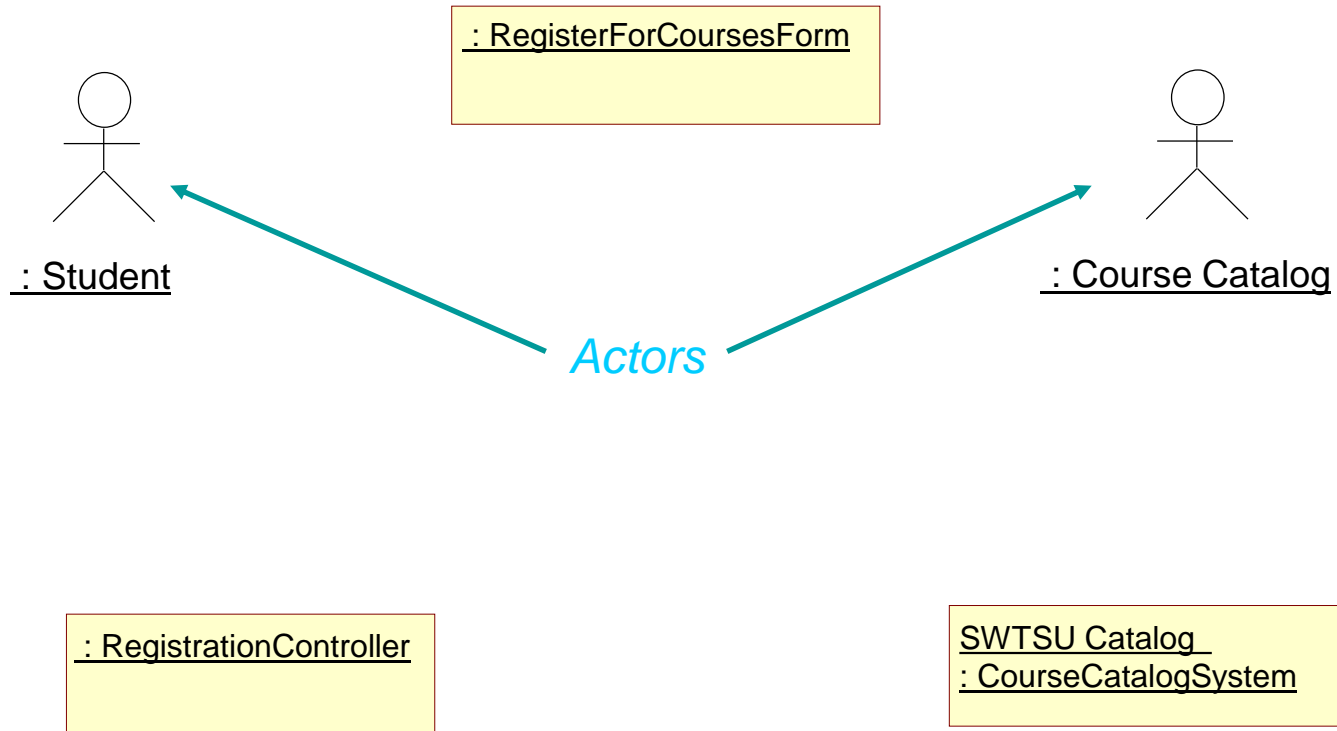 : RegisterForCoursesForm
: Student
: Course Catalog
Actors
: RegistrationController
SWTSU Catalog
: CourseCatalogSystem